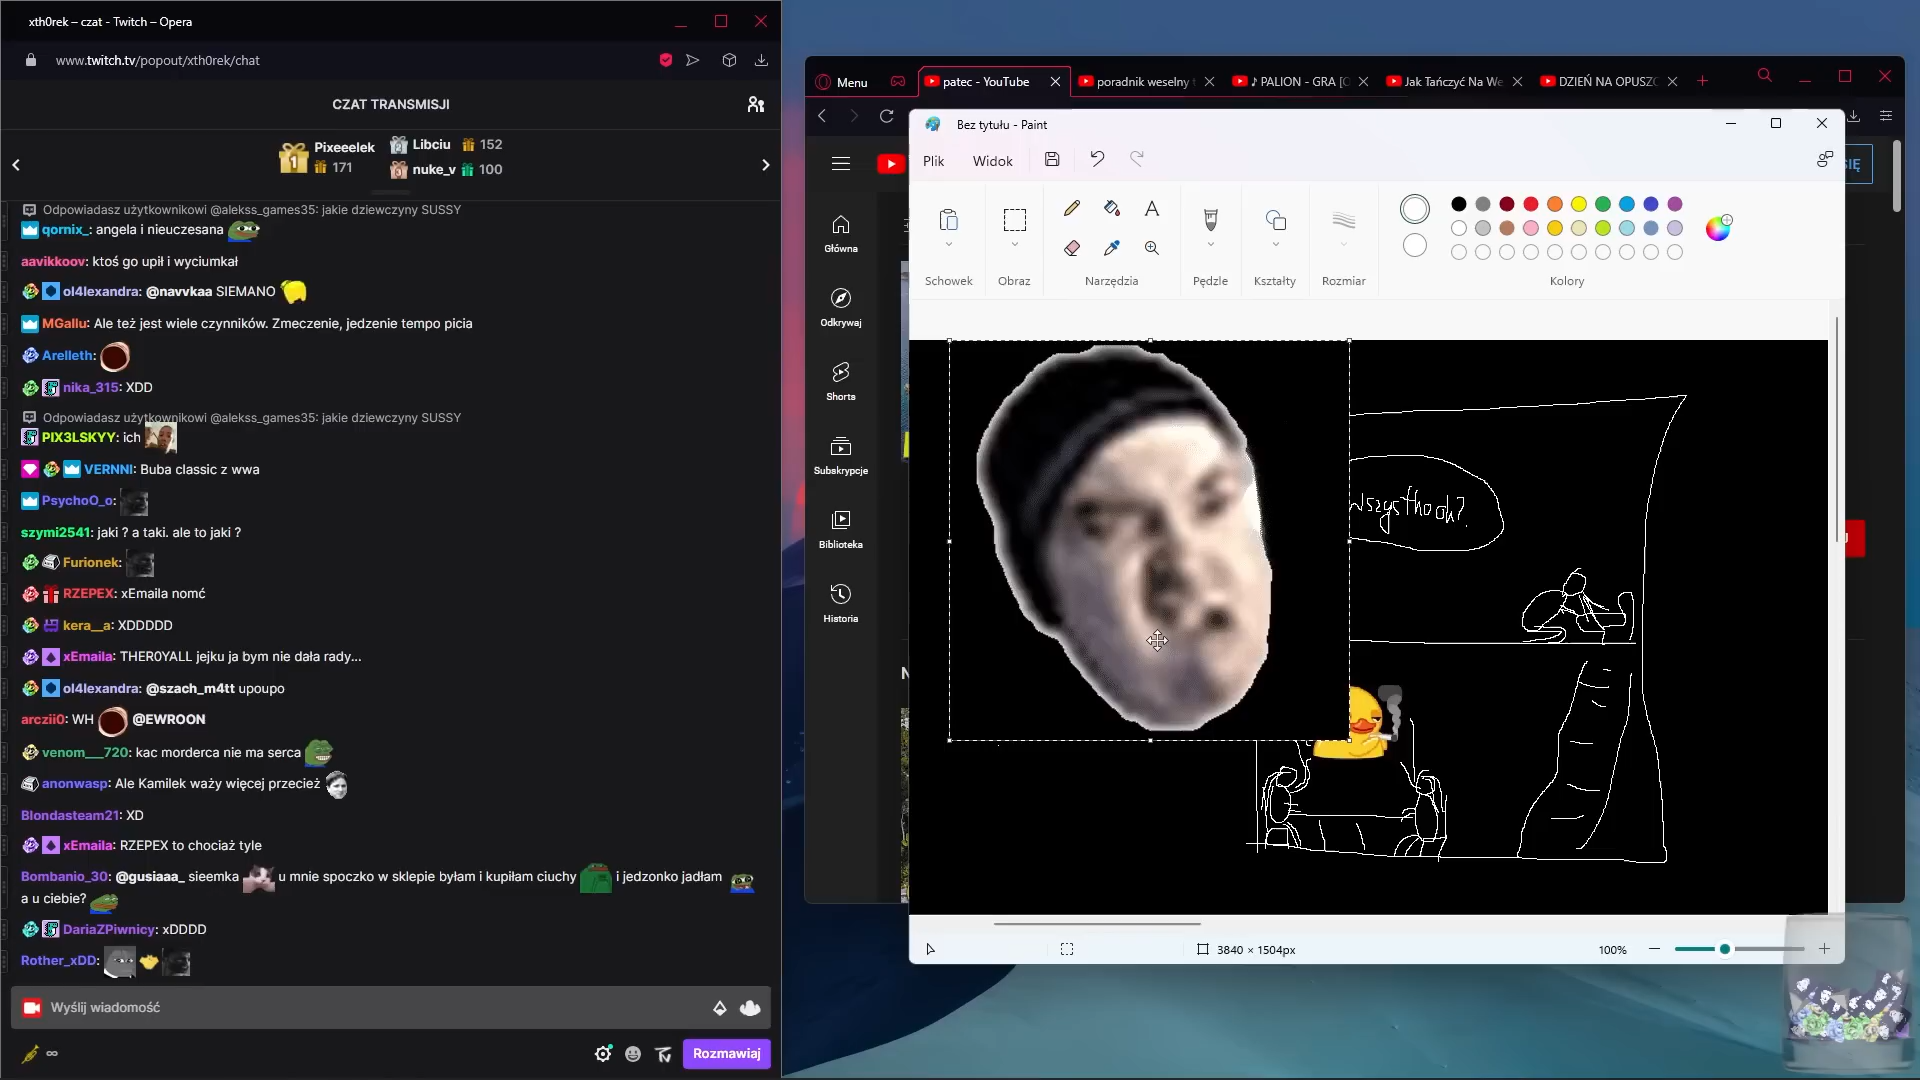 xth0rek – czat - Twitch – Opera
www.twitch.tv/popout/xth0rek/chat
CZAT TRANSMISJI
Pixeeelek
171
Libciu 152
nuke_v 100
Odpowiadasz użytkownikowi @alekss_games35: jakie dziewczyny SUSSY
qornix_: angela i nieuczesana
aavikkoov: ktoś go upił i wyciumkał
ol4lexandra: @navvkaa SIEMANO
MGallu: Ale też jest wiele czynników. Zmeczenie, jedzenie tempo picia
Arelleth:
nika_315: XDD
Odpowiadasz użytkownikowi @alekss_games35: jakie dziewczyny SUSSY
PIX3LSKYY: ich
VERNNI: Buba classic z wwa
PsychoO_o:
szymi2541: jaki ? a taki. ale to jaki ?
Furionek:
RZEPEX: xEmaila nomć
kera__a: XDDDDD
xEmaila: THER0YALL jejku ja bym nie dała rady...
ol4lexandra: @szach_m4tt upoupo
arczii0: WH @EWROON
venom___720: kac morderca nie ma serca
anonwasp: Ale Kamilek waży więcej przecież
Blondasteam21: XD
xEmaila: RZEPEX to chociaż tyle
Bombanio_30: @gusiaaa_ sieemka u mnie spoczko w sklepie byłam i kupiłam ciuchy i jedzonko jadłam
a u ciebie?
DariaZPiwnicy: xDDDD
Rother_xDD:
Wyślij wiadomość
∞
Rozmawiaj
Menu
patec - YouTube
poradnik weselny
♪ PALION - GRA [O
Jak Tańczyć Na We
DZIEŃ NA OPUSZC
Główna
Odkrywaj
Shorts
Subskrypcje
Biblioteka
Historia
Bez tytułu - Paint
Plik Widok
Schowek
Obraz
Narzędzia
Pędzle
Kształty
Rozmiar
Kolory
3840 × 1504px
100%